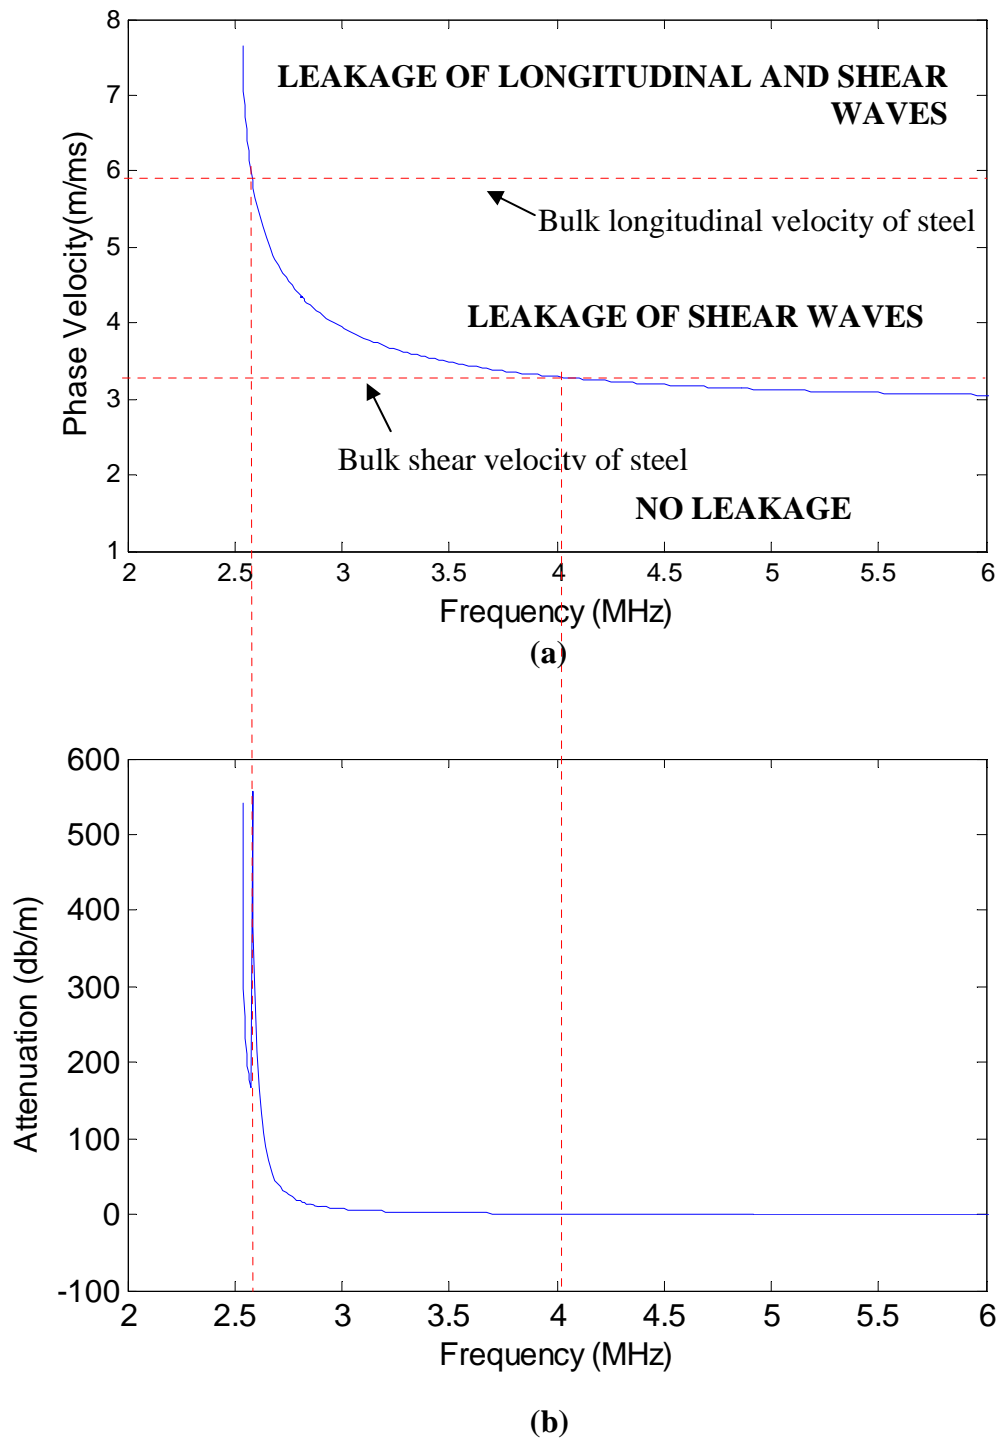 8
LEAKAGE OF LONGITUDINAL AND SHEAR
WAVES
7
6
Bulk longitudinal velocity of steel
5
LEAKAGE OF SHEAR WAVES
4
3
Bulk shear velocity of steel
2
NO LEAKAGE
1
Phase Velocity(m/ms)
2 2.5 3 3.5 4 4.5 5 5.5 6
Frequency (MHz)
(a)
600
500
400
300
200
100
0
-100
Attenuation (db/m)
2 2.5 3 3.5 4 4.5 5 5.5 6
Frequency (MHz)
(b)